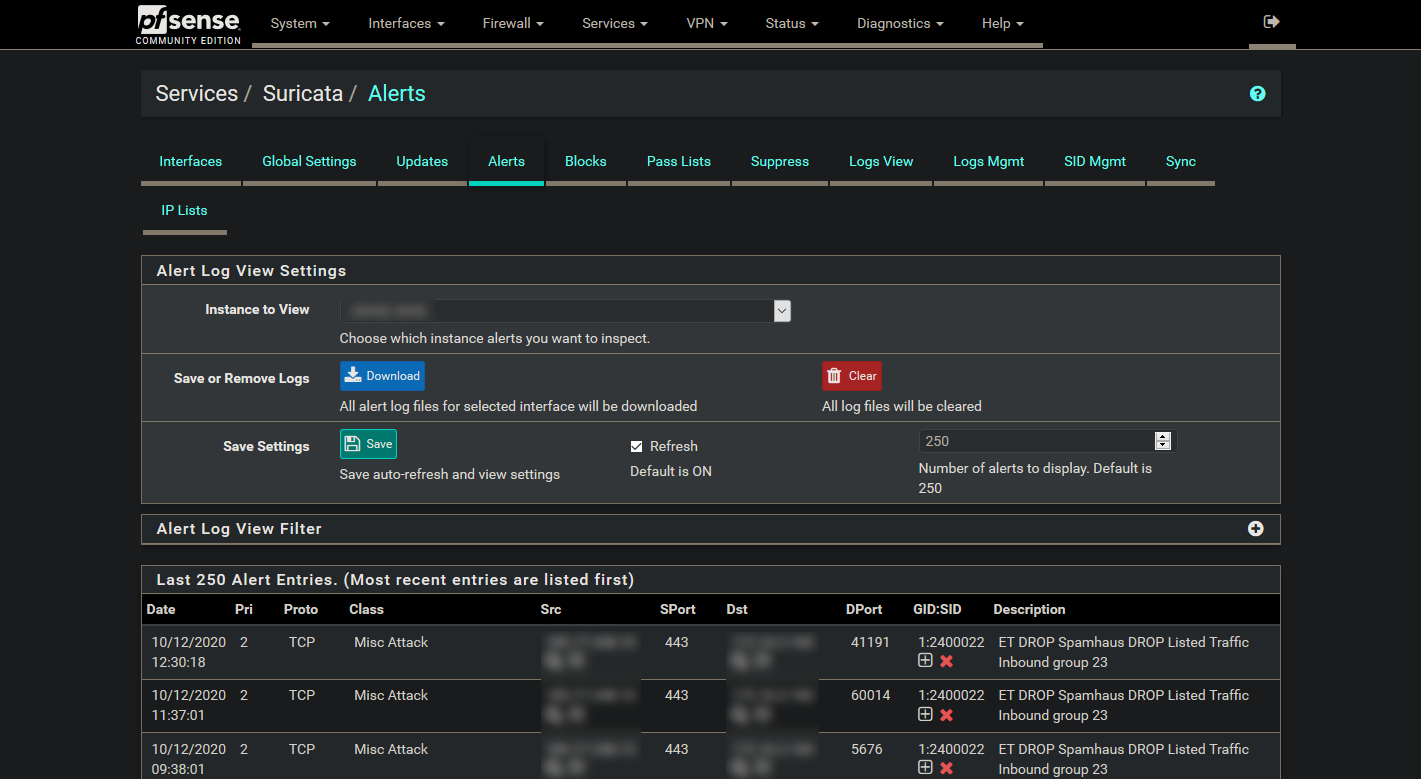 pfsense
COMMUNITY EDITION
System Interfaces Firewall Services VPN Status Diagnostics Help
Services / Suricata / Alerts
Interfaces Global Settings Updates Alerts Blocks Pass Lists Suppress Logs View Logs Mgmt SID Mgmt Sync
IP Lists
Alert Log View Settings
Instance to View
Choose which instance alerts you want to inspect.
Save or Remove Logs Download Clear
All alert log files for selected interface will be downloaded All log files will be cleared
Save Settings Save Refresh 250
Save auto-refresh and view settings Default is ON Number of alerts to display. Default is
250
Alert Log View Filter
Last 250 Alert Entries. (Most recent entries are listed first)
Date Pri Proto Class Src SPort Dst DPort GID:SID Description
10/12/2020 2 TCP Misc Attack 443 41191 1:2400022 ET DROP Spamhaus DROP Listed Traffic
12:30:18 Inbound group 23
10/12/2020 2 TCP Misc Attack 443 60014 1:2400022 ET DROP Spamhaus DROP Listed Traffic
11:37:01 Inbound group 23
10/12/2020 2 TCP Misc Attack 443 5676 1:2400022 ET DROP Spamhaus DROP Listed Traffic
09:38:01 Inbound group 23